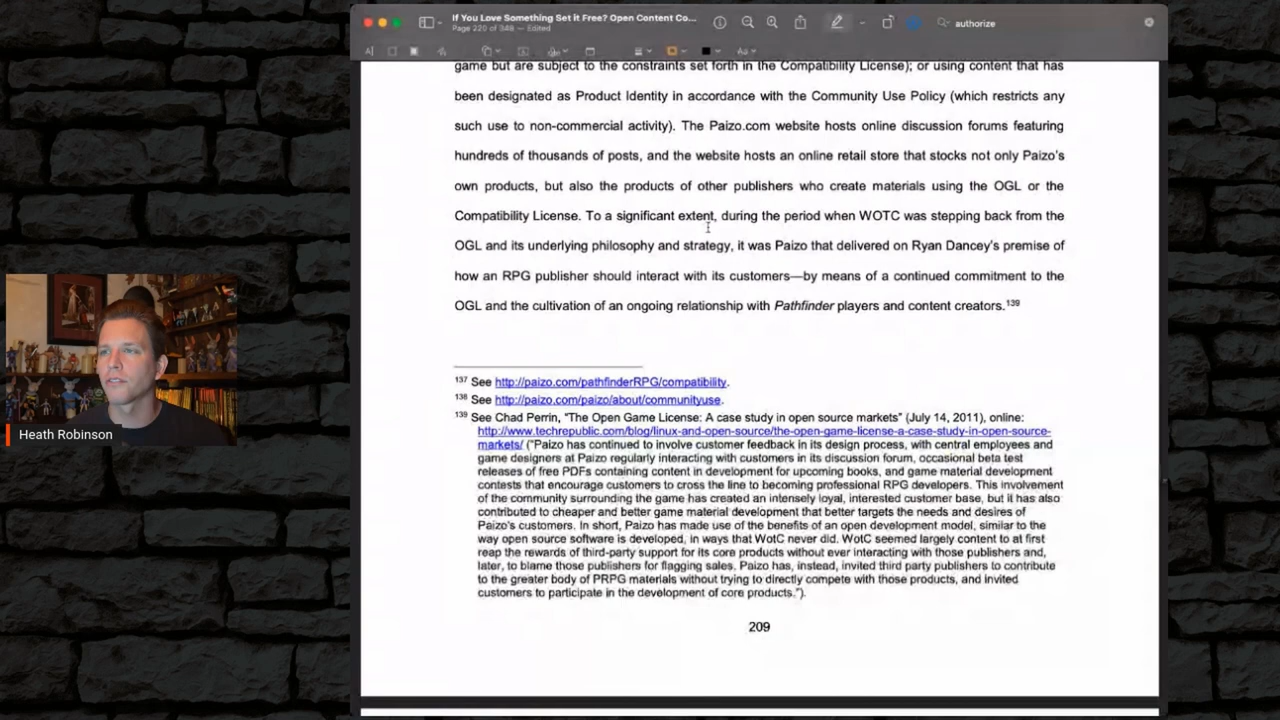 If You Love Something Set it Free? Open Content Co...
Page 220 of 348 — Edited
authorize
game but are subject to the constraints set forth in the Compatibility License); or using content that has
been designated as Product Identity in accordance with the Community Use Policy (which restricts any
such use to non-commercial activity). The Paizo.com website hosts online discussion forums featuring
hundreds of thousands of posts, and the website hosts an online retail store that stocks not only Paizo's
own products, but also the products of other publishers who create materials using the OGL or the
Compatibility License. To a significant extent, during the period when WOTC was stepping back from the
OGL and its underlying philosophy and strategy, it was Paizo that delivered on Ryan Dancey's premise of
how an RPG publisher should interact with its customers—by means of a continued commitment to the
OGL and the cultivation of an ongoing relationship with Pathfinder players and content creators.139
137 See http://paizo.com/pathfinderRPG/compatibility.
138 See http://paizo.com/paizo/about/communityuse.
139 See Chad Perrin, "The Open Game License: A case study in open source markets" (July 14, 2011), online:
http://www.techrepublic.com/blog/linux-and-open-source/the-open-game-license-a-case-study-in-open-source-
markets/ ("Paizo has continued to involve customer feedback in its design process, with central employees and
game designers at Paizo regularly interacting with customers in its discussion forum, occasional beta test
releases of free PDFs containing content in development for upcoming books, and game material development
contests that encourage customers to cross the line to becoming professional RPG developers. This involvement
of the community surrounding the game has created an intensely loyal, interested customer base, but it has also
contributed to cheaper and better game material development that better targets the needs and desires of
Paizo's customers. In short, Paizo has made use of the benefits of an open development model, similar to the
way open source software is developed, in ways that WotC never did. WotC seemed largely content to at first
reap the rewards of third-party support for its core products without ever interacting with those publishers and,
later, to blame those publishers for flagging sales. Paizo has, instead, invited third party publishers to contribute
to the greater body of PRPG materials without trying to directly compete with those products, and invited
customers to participate in the development of core products.").
209
Heath Robinson